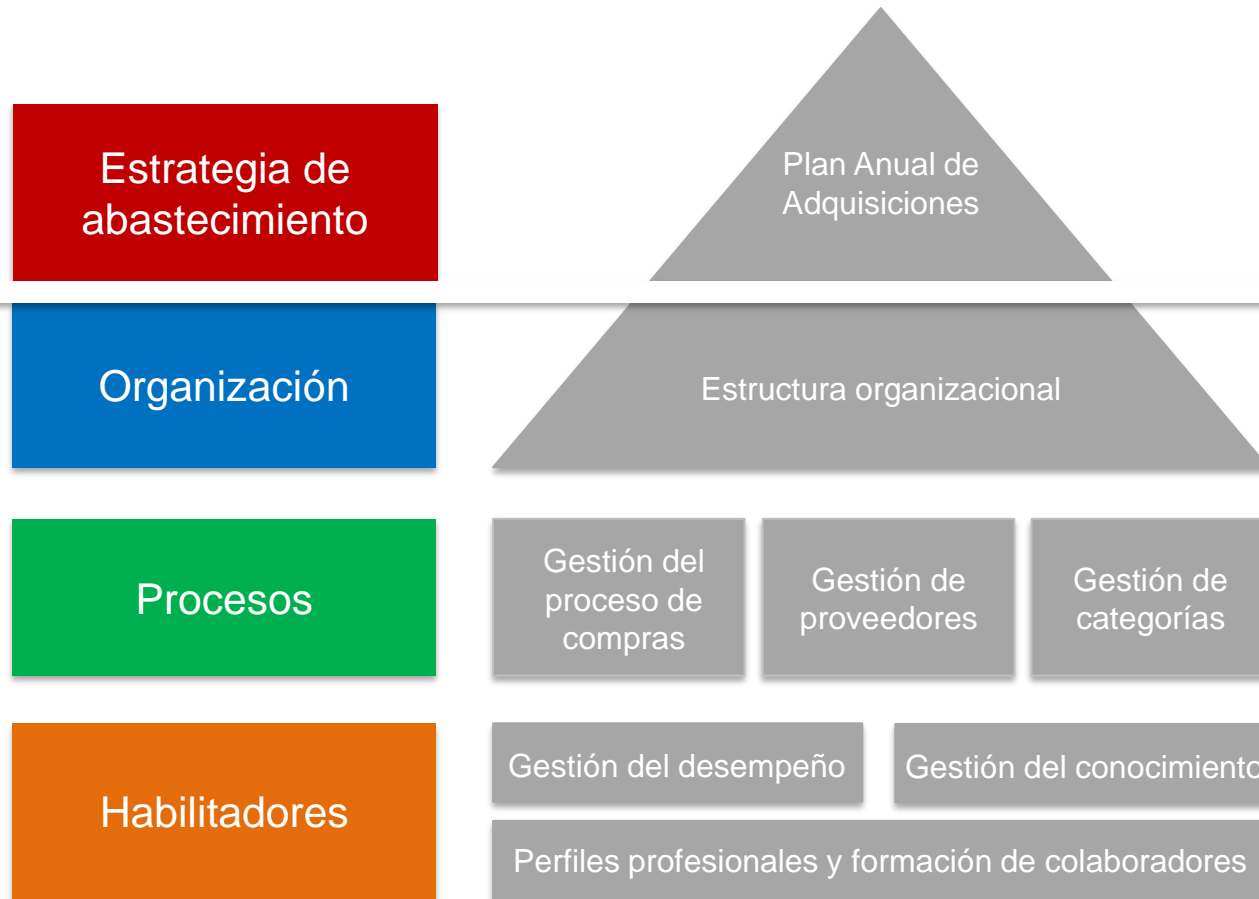 Estrategia de
abastecimiento
Plan Anual de
Adquisiciones
Organización
Estructura organizacional
Procesos
Gestión del
proceso de
compras
Gestión de
proveedores
Gestión de
categorías
Habilitadores
Gestión del desempeño
Gestión del conocimiento
Perfiles profesionales y formación de colaboradores